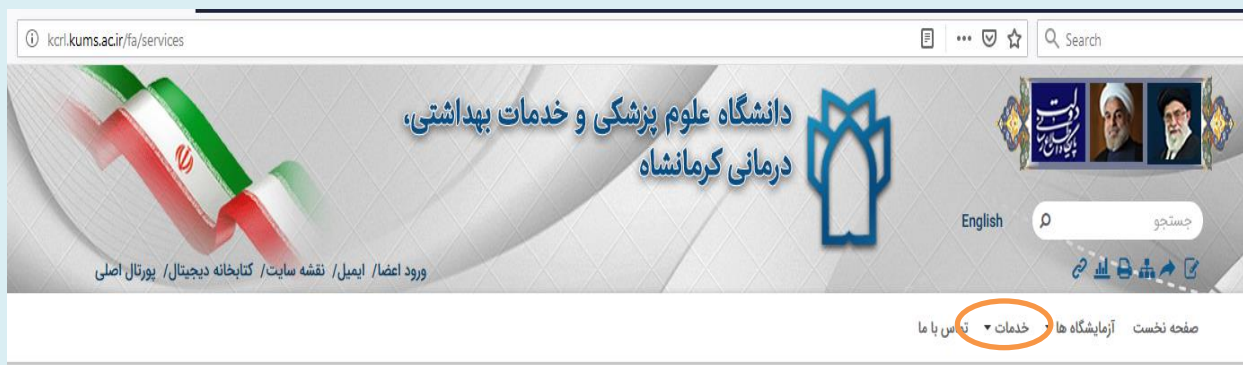 kcrl.kums.ac.ir/fa/services
Search
دانشگاه علوم پزشکی و خدمات بهداشتی،
درمانی کرمانشاه
جستجو
English
ورود اعضا/ ایمیل/ نقشه سایت/ کتابخانه دیجیتال/ پورتال اصلی
صفحه نخست آزمایشگاه ها خدمات تماس با ما